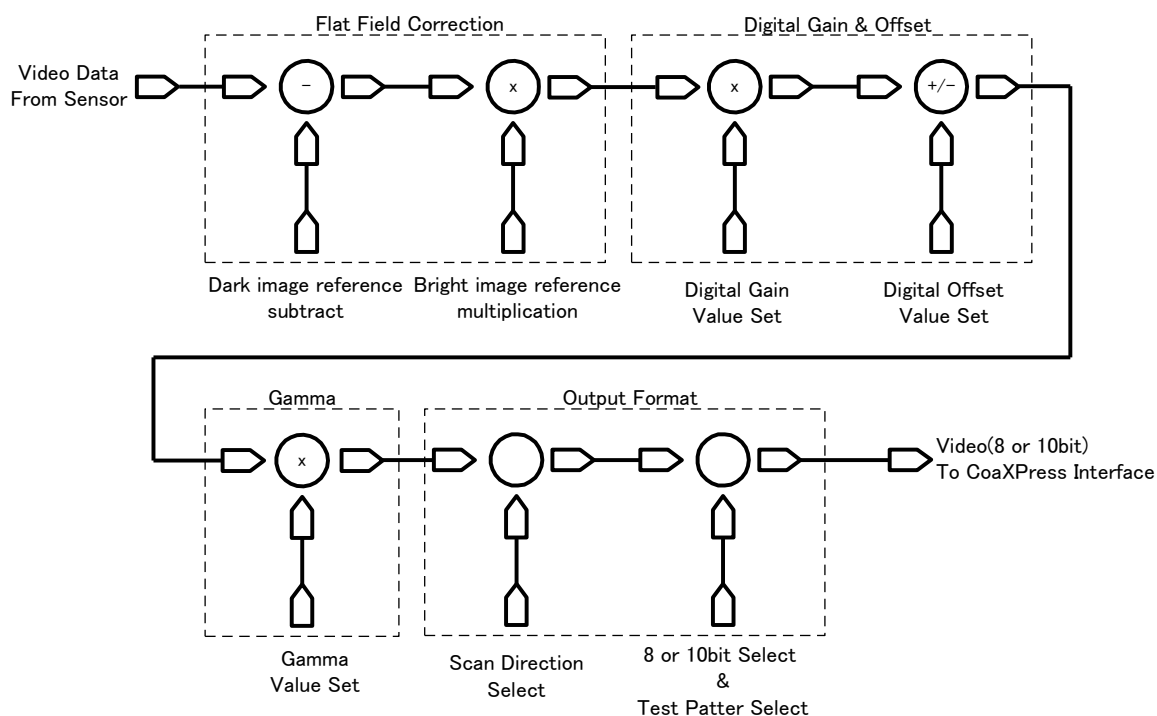 Flat Field Correction
Digital Gain & Offset
Video Data
From Sensor
-
x
x
+/-
Dark image reference
subtract
Bright image reference
multiplication
Digital Gain
Value Set
Digital Offset
Value Set
Gamma
Output Format
x
Video(8 or 10bit)
To CoaXPress Interface
Gamma
Value Set
Scan Direction
Select
8 or 10bit Select
&
Test Patter Select